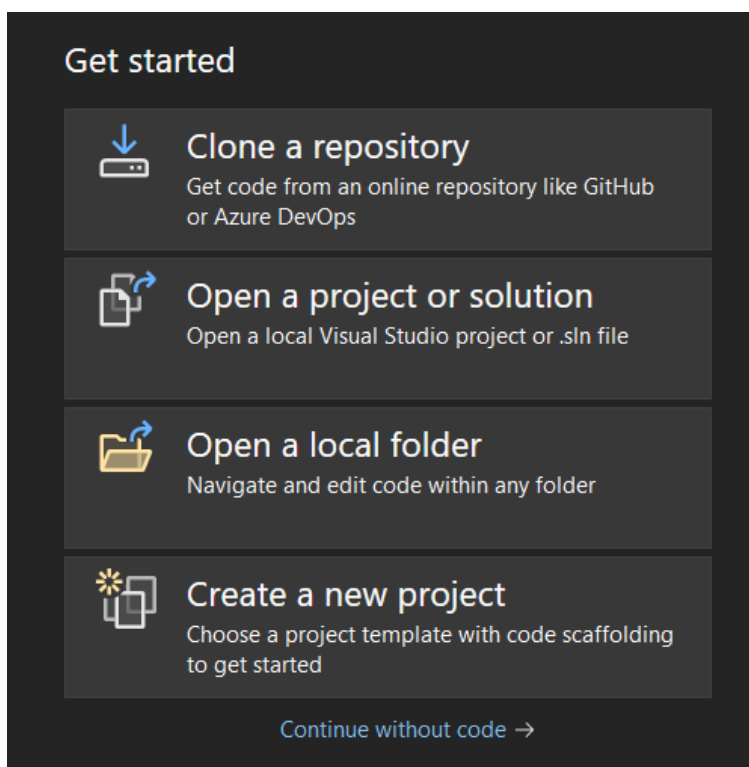 Get started
Clone a repository
Get code from an online repository like GitHub
or Azure DevOps
Open a project or solution
Open a local Visual Studio project or .sln file
Open a local folder
Navigate and edit code within any folder
Create a new project
Choose a project template with code scaffolding
to get started
Continue without code →